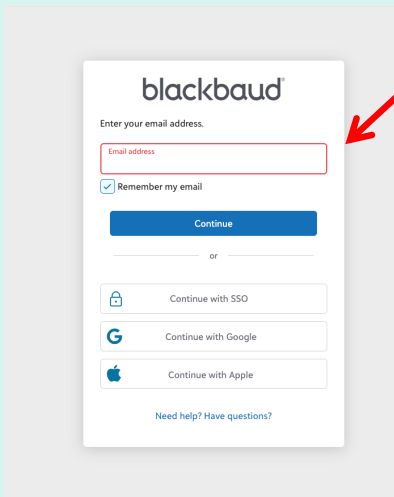 blackbaud®
Enter your email address.
Email address
Remember my email
Continue
or
Continue with SSO
Continue with Google
Continue with Apple
Need help? Have questions?